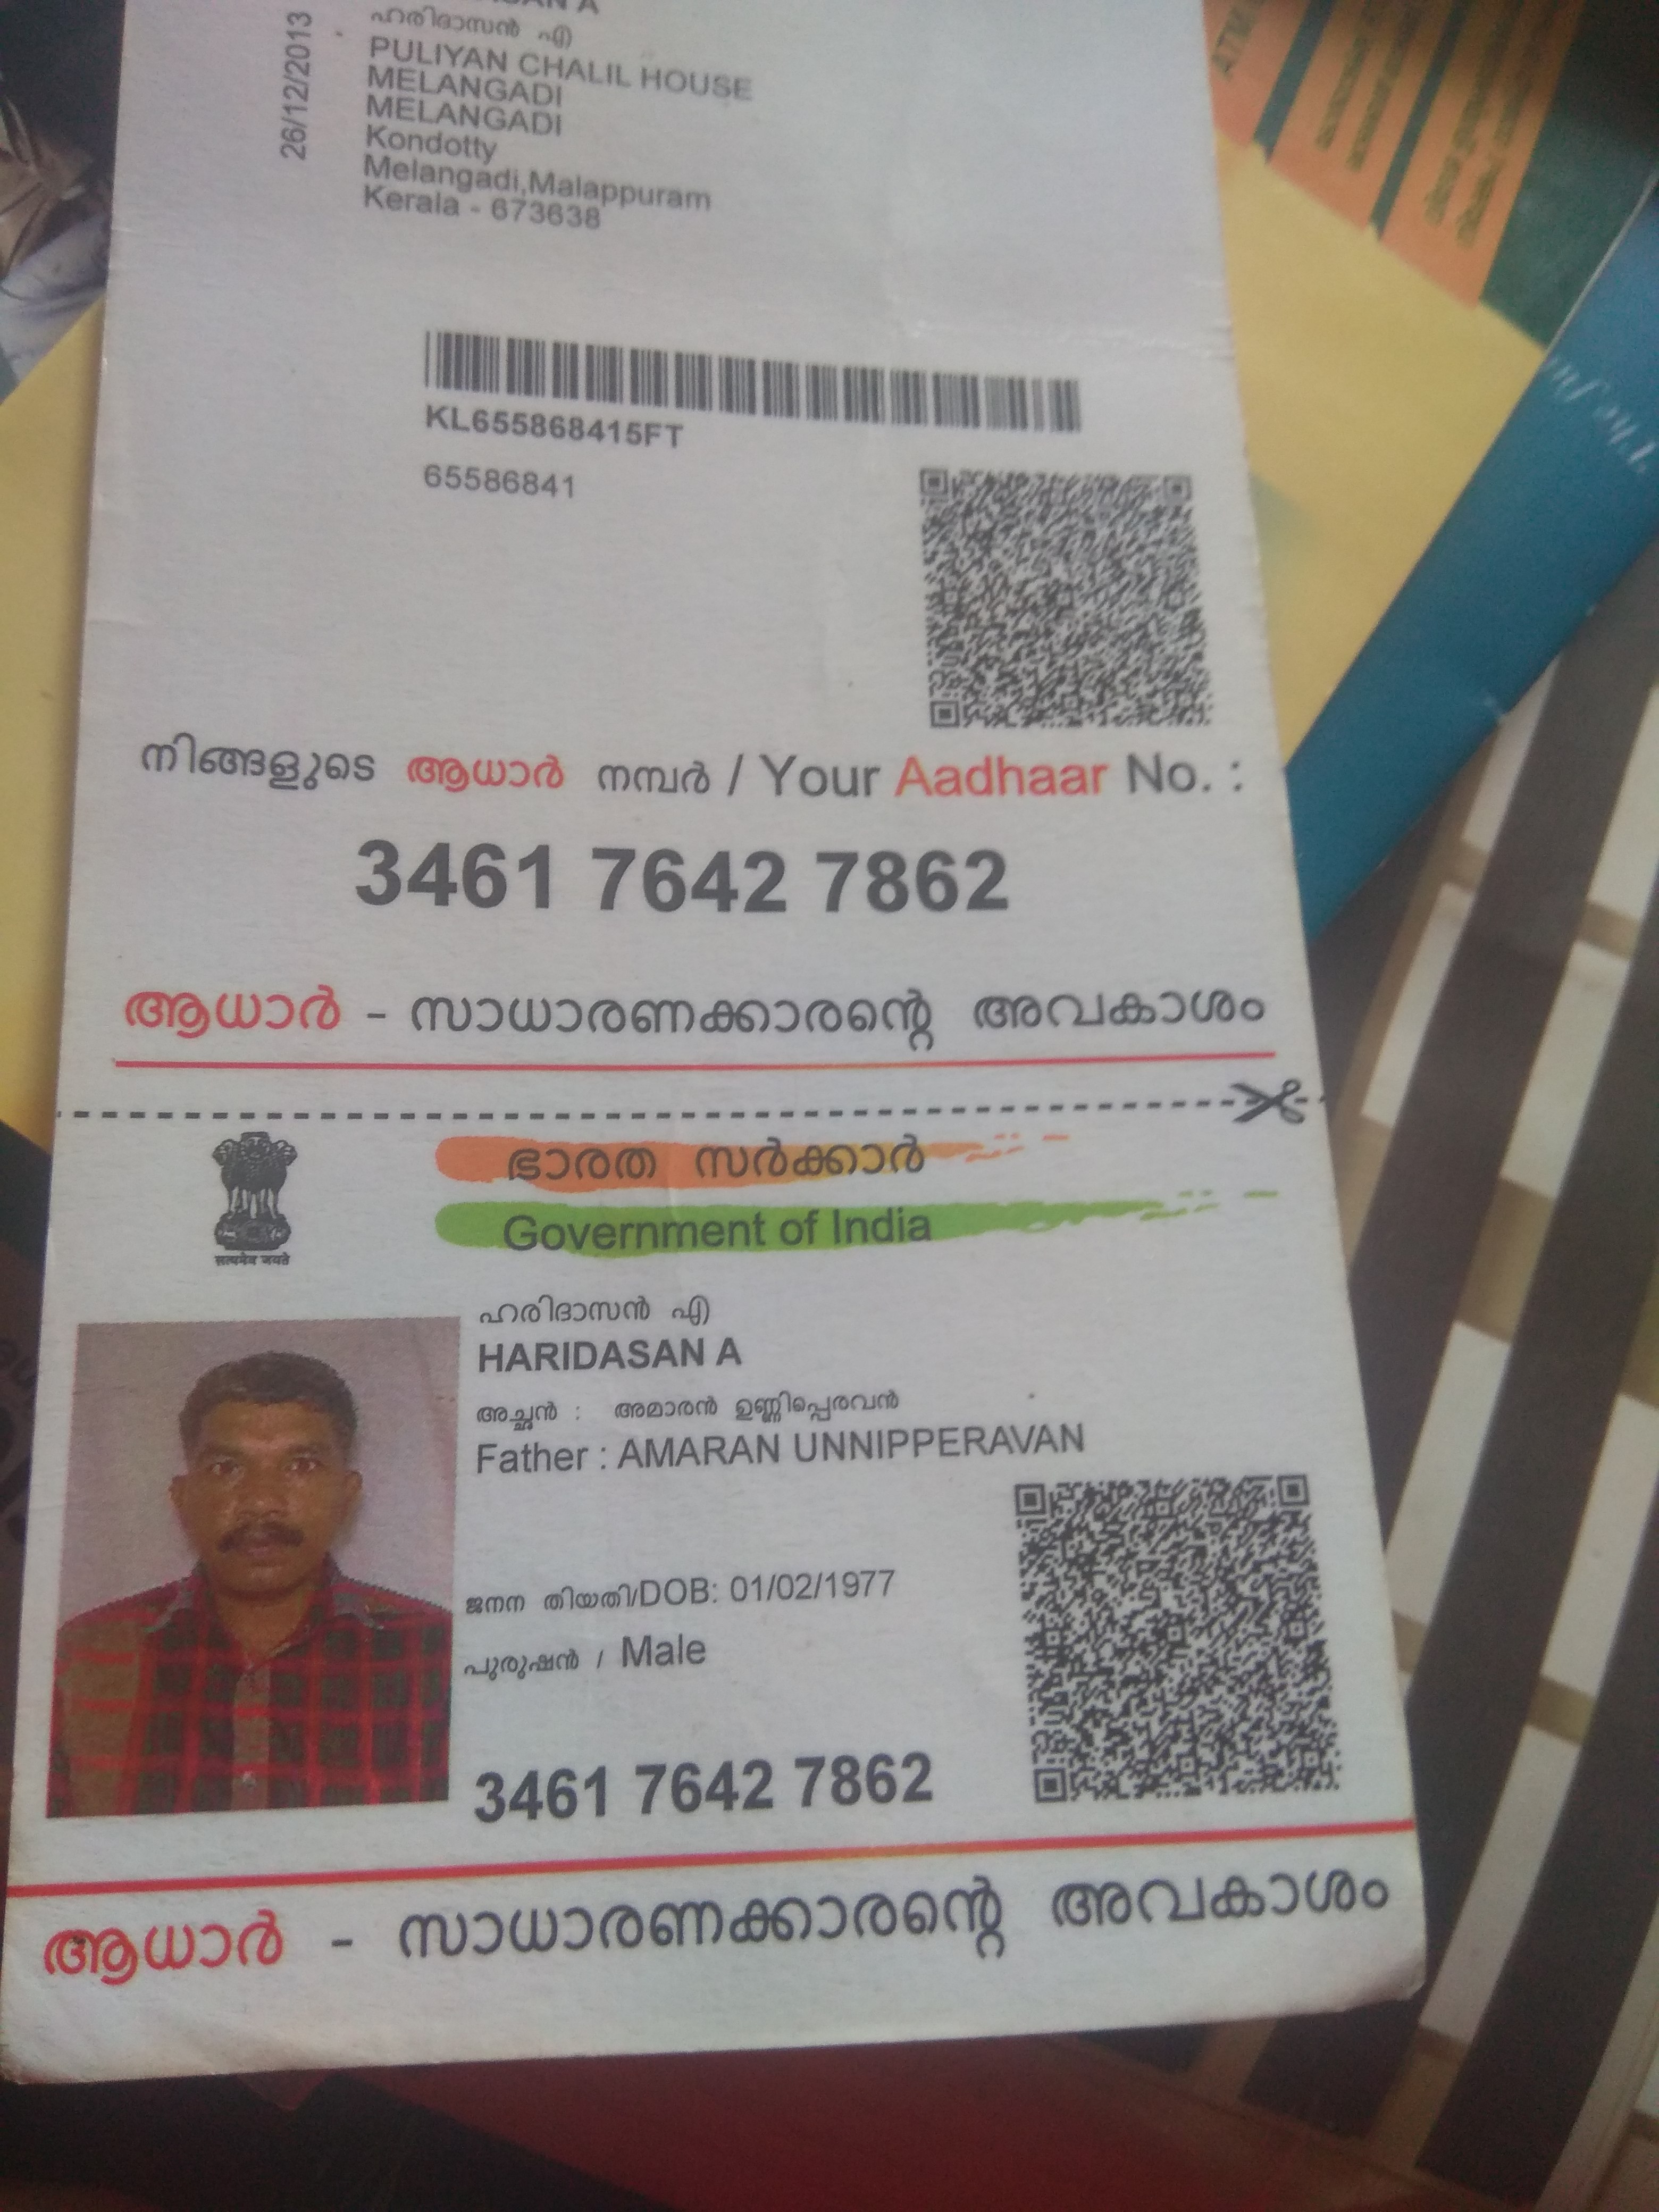 ഹരിദാസൻ എ
PULIYAN CHALIL HOUSE
MELANGADI
MELANGADI
Kondotty
Melangadi,Malappuram
Kerala - 673638
26/12/2013
KL655868415FT
65586841
നിങ്ങളുടെ ആധാർ നമ്പർ / Your Aadhaar No. :
3461 7642 7862
ആധാർ - സാധാരണക്കാരന്റെ അവകാശം
ഭാരത സർക്കാർ
Government of India
सत्यमेव जयते
ഹരിദാസൻ എ
HARIDASAN A
അച്ഛൻ : അമാരൻ ഉണ്ണിപ്പെരവൻ
Father : AMARAN UNNIPPERAVAN
ജനന തിയതി/DOB: 01/02/1977
പുരുഷൻ / Male
3461 7642 7862
ആധാർ - സാധാരണക്കാരന്റെ അവകാശം
ATM